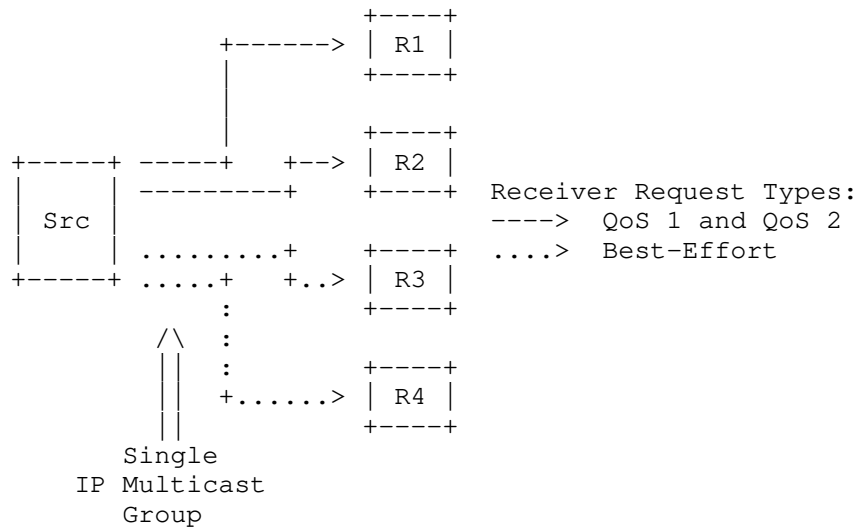 R1
R2
Receiver Request Types:
Src
----> QoS 1 and QoS 2
....> Best-Effort
R3
R4
Single
IP Multicast
Group